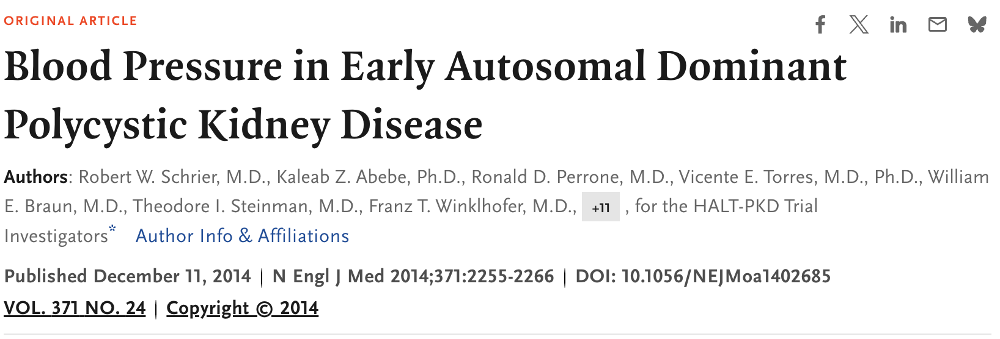 ORIGINAL ARTICLE
Blood Pressure in Early Autosomal Dominant
Polycystic Kidney Disease
Authors: Robert W. Schrier, M.D., Kaleab Z. Abebe, Ph.D., Ronald D. Perrone, M.D., Vicente E. Torres, M.D., Ph.D., William
E. Braun, M.D., Theodore I. Steinman, M.D., Franz T. Winklhofer, M.D., +11 , for the HALT-PKD Trial
Investigators* Author Info & Affiliations
Published December 11, 2014 | N Engl J Med 2014;371:2255-2266 | DOI: 10.1056/NEJMoa1402685
VOL. 371 NO. 24 | Copyright © 2014